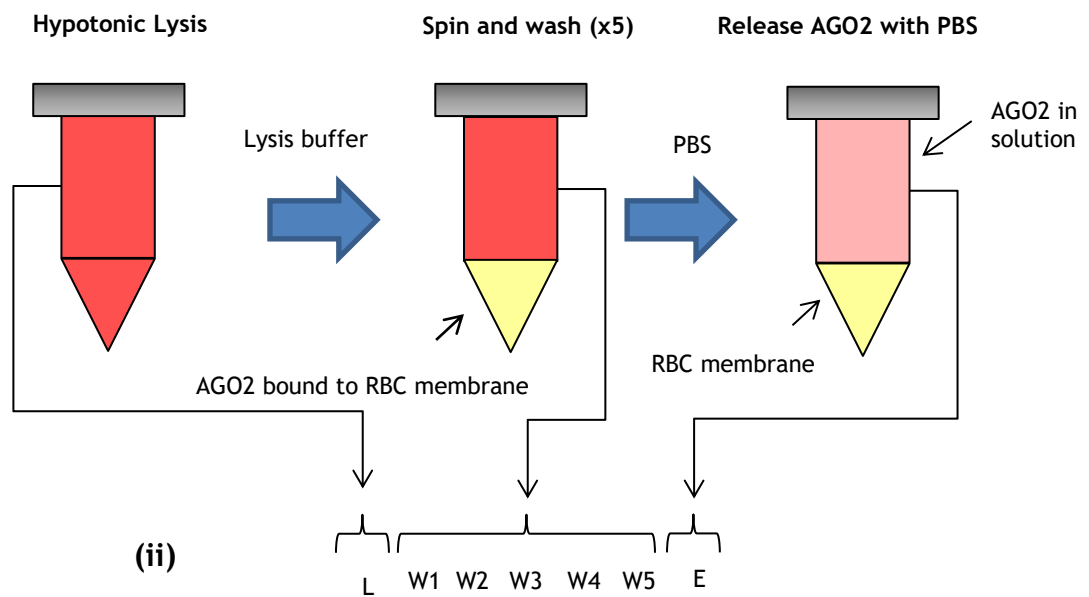 Hypotonic Lysis
Spin and wash (x5)
Release AGO2 with PBS
Lysis buffer
PBS
AGO2 in
solution
AGO2 bound to RBC membrane
RBC membrane
(ii)
L
W1 W2 W3 W4 W5
E